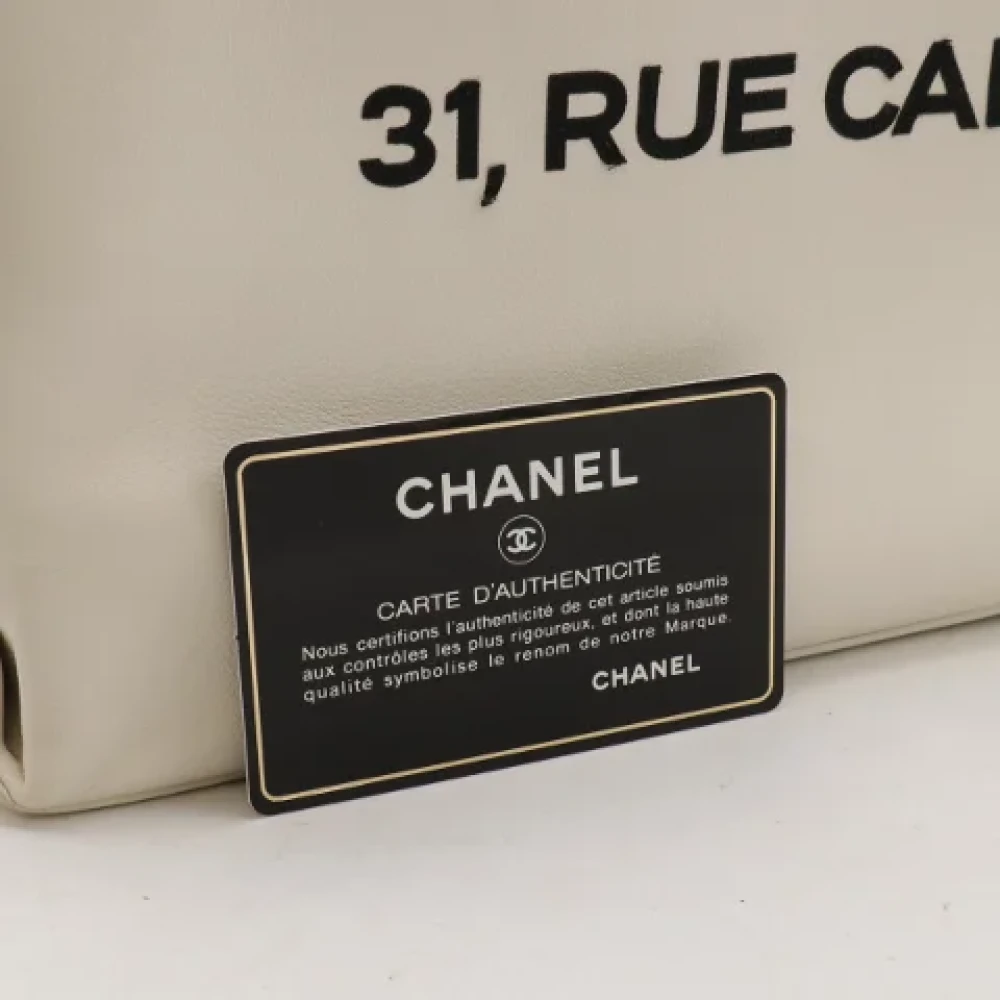 31, RUE CA
CHANEL
CARTE D'AUTHENTICITÉ
Nous certifions l'authenticité de cet article soumis
aux contrôles les plus rigoureux, et dont la haute
qualité symbolise le renom de notre Marque.
CHANEL